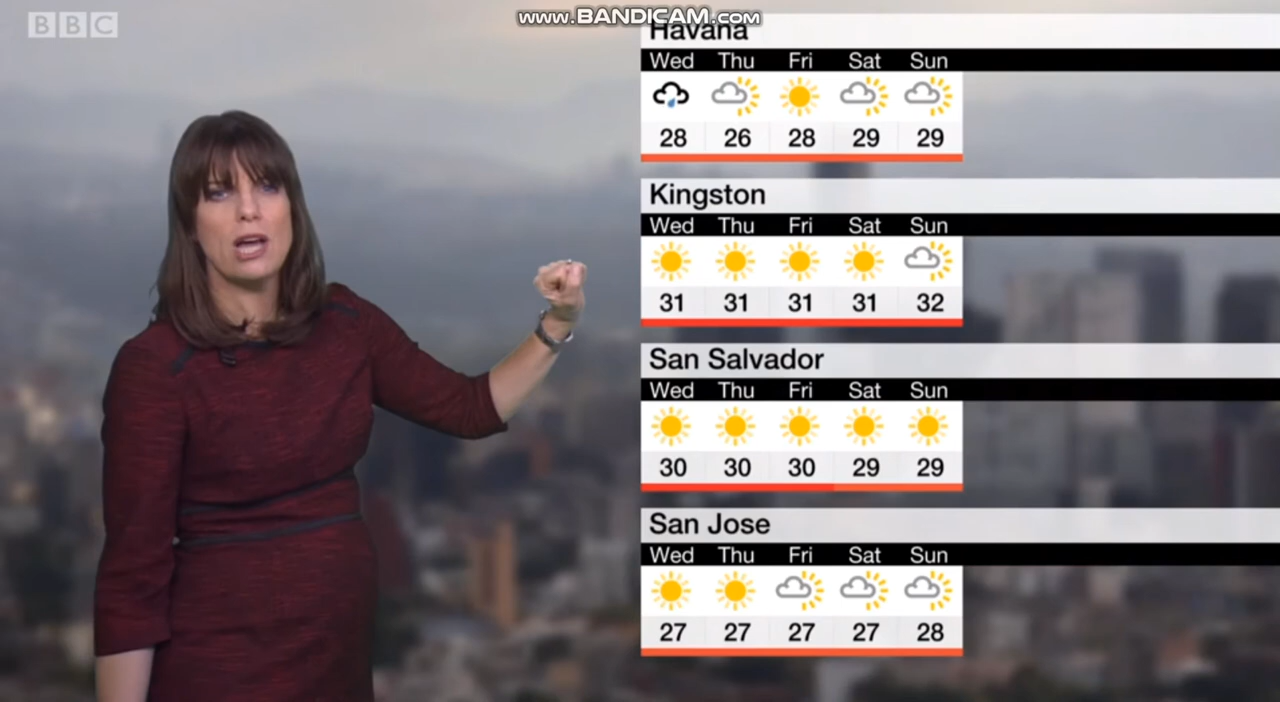 BBC
www.BANDICAM.com
Havana
Wed Thu Fri Sat Sun
28 26 28 29 29
Kingston
Wed Thu Fri Sat Sun
31 31 31 31 32
San Salvador
Wed Thu Fri Sat Sun
30 30 30 29 29
San Jose
Wed Thu Fri Sat Sun
27 27 27 27 28